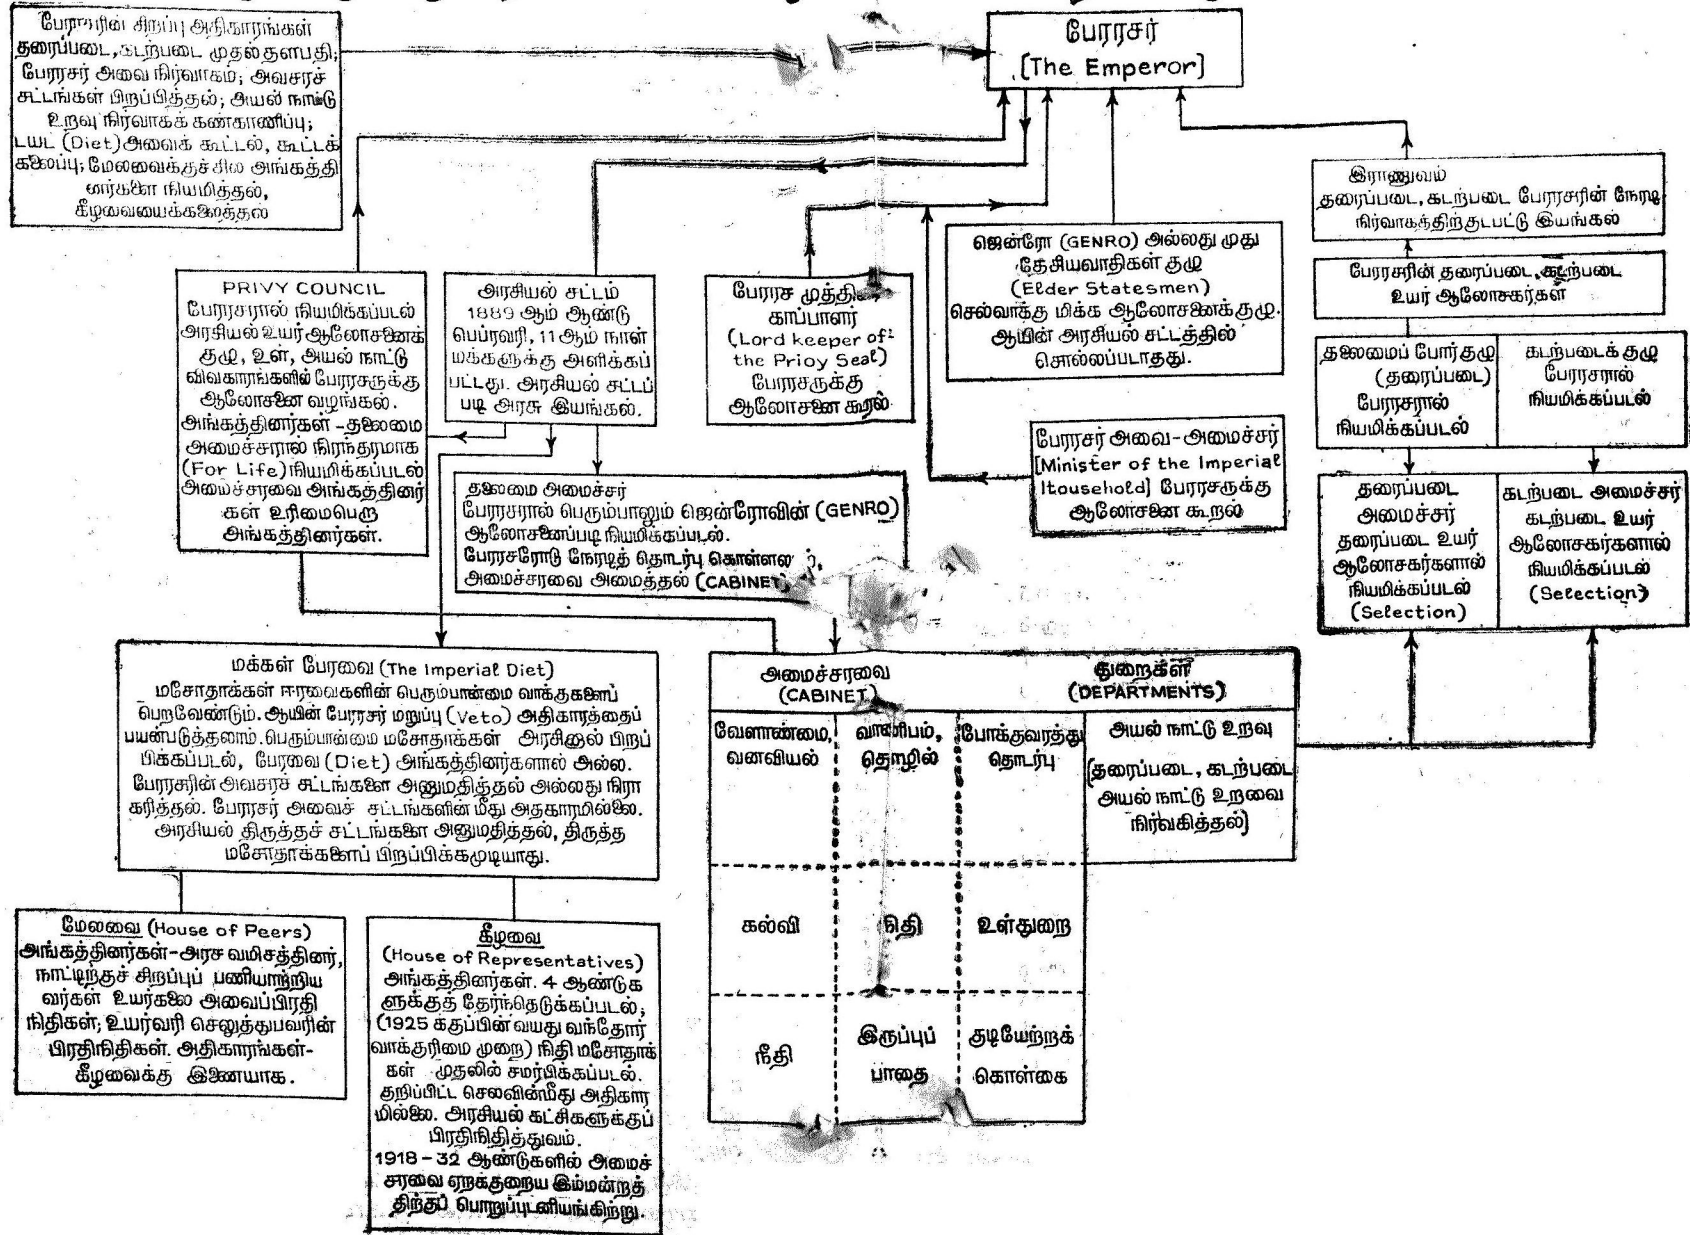 பேரரசரின் சிறப்பு அதிகாரங்கள்
தரைப்படை, கடற்படை முதல் தளபதி;
பேரரசர் அவை நிர்வாகம்; அவசரச்
சட்டங்கள் பிறப்பித்தல்; அயல் நாட்டு
உறவு நிர்வாகக் கண்காணிப்பு;
டயட் (Diet) அவைக் கூட்டல், கூட்டக்
கலைப்பு; மேலவைக்குச் சில அங்கத்தி
னர்களை நியமித்தல்,
கீழவையைக்கலைத்தல்
பேரரசர்
[The Emperor]
இராணுவம்
தரைப்படை, கடற்படை பேரரசரின் நேரடி
நிர்வாகத்திற்குட்பட்டு இயங்கல்
பேரரசரின் தரைப்படை, கடற்படை
உயர் ஆலோசகர்கள்
தலைமைப் போர்குழு
(தரைப்படை)
பேரரசரால்
நியமிக்கப்படல்
கடற்படைக் குழு
பேரரசரால்
நியமிக்கப்படல்
தரைப்படை
அமைச்சர்
தரைப்படை உயர்
ஆலோசகர்களால்
நியமிக்கப்படல்
(Selection)
கடற்படை அமைச்சர்
கடற்படை உயர்
ஆலோசகர்களால்
நியமிக்கப்படல்
(Selection)
ஜென்ரோ (GENRO) அல்லது முது
தேசியவாதிகள் குழு
(Elder Statesmen)
செல்வாக்கு மிக்க ஆலோசனைக்குழு.
ஆயின் அரசியல் சட்டத்தில்
சொல்லப்படாதது.
பேரரச முத்திரை
காப்பாளர்
(Lord keeper of
the Prioy Seal)
பேரரசருக்கு
ஆலோசனை கூறல்
பேரரசர் அவை-அமைச்சர்
[Minister of the Imperial
Itousehold] பேரரசருக்கு
ஆலோசனை கூறல்
PRIVY COUNCIL
பேரரசரால் நியமிக்கப்படல்
அரசியல் உயர் ஆலோசனைக்
குழு, உள், அயல் நாட்டு
விவகாரங்களில் பேரரசருக்கு
ஆலோசனை வழங்கல்.
அங்கத்தினர்கள் - தலைமை
அமைச்சரால் நிரந்தரமாக
(For Life) நியமிக்கப்படல்
அமைச்சரவை அங்கத்தினர்
கள் உரிமைபெறு
அங்கத்தினர்கள்.
அரசியல் சட்டம்
1889 ஆம் ஆண்டு
பெப்ரவரி, 11 ஆம் நாள்
மக்களுக்கு அளிக்கப்
பட்டது. அரசியல் சட்டப்
படி அரசு இயங்கல்.
தலைமை அமைச்சர்
பேரரசரால் பெரும்பாலும் ஜென்ரோவின் (GENRO)
ஆலோசனைப்படி நியமிக்கப்படல்.
பேரரசரோடு நேரடித் தொடர்பு
அமைச்சரவை அமைத்தல் (CABINET)
மக்கள் பேரவை (The Imperial Diet)
மசோதாக்கள் ஈரவைகளின் பெரும்பான்மை வாக்குகளைப்
பெறவேண்டும். ஆயின் பேரரசர் மறுப்பு (Veto) அதிகாரத்தைப்
பயன்படுத்தலாம். பெரும்பான்மை மசோதாக்கள் அரசினால் பிறப்
பிக்கப்படல், பேரவை (Diet) அங்கத்தினர்களால் அல்ல.
பேரரசரின் அவசரச் சட்டங்களை அனுமதித்தல் அல்லது நிரா
கரித்தல். பேரரசர் அவைச் சட்டங்களின் மீது அதகாரமில்லை.
அரசியல் திருத்தச் சட்டங்களை அனுமதித்தல், திருத்த
மசோதாக்களைப் பிறப்பிக்கமுடியாது.
மேலவை (House of Peers)
அங்கத்தினர்கள்-அரச வமிசத்தினர்,
நாட்டிற்குச் சிறப்புப் பணியாற்றிய
வர்கள் உயர்கலை அவைப்பிரதி
நிதிகள்; உயர்வரி செலுத்துபவரின்
பிரதிநிதிகள். அதிகாரங்கள்-
கீழவைக்கு இணையாக.
கீழவை
(House of Representatives)
அங்கத்தினர்கள். 4 ஆண்டுக
ளுக்குத் தேர்ந்தெடுக்கப்படல்;
(1925 க்குப்பின் வயது வந்தோர்
வாக்குரிமை முறை) நிதி மசோதாக்
கள் முதலில் சமர்பிக்கப்படல்.
குறிப்பிட்ட செலவின்மீது அதிகார
மில்லை. அரசியல் கட்சிகளுக்குப்
பிரதிநிதித்துவம்.
1918-32 ஆண்டுகளில் அமைச்
சரவை ஏறக்குறைய இம்மன்றத்
திற்குப் பொறுப்புடனியங்கிற்று.
அமைச்சரவை
(CABINET)
துறைகள்
(DEPARTMENTS)
வேளாண்மை,
வனவியல்
வாணிபம்,
தொழில்
போக்குவரத்து
தொடர்பு
அயல் நாட்டு உறவு
(தரைப்படை, கடற்படை
அயல் நாட்டு உறவை
நிர்வகித்தல்)
கல்வி
நிதி
உள்துறை
நீதி
இருப்புப்
பாதை
குடியேற்றக்
கொள்கை